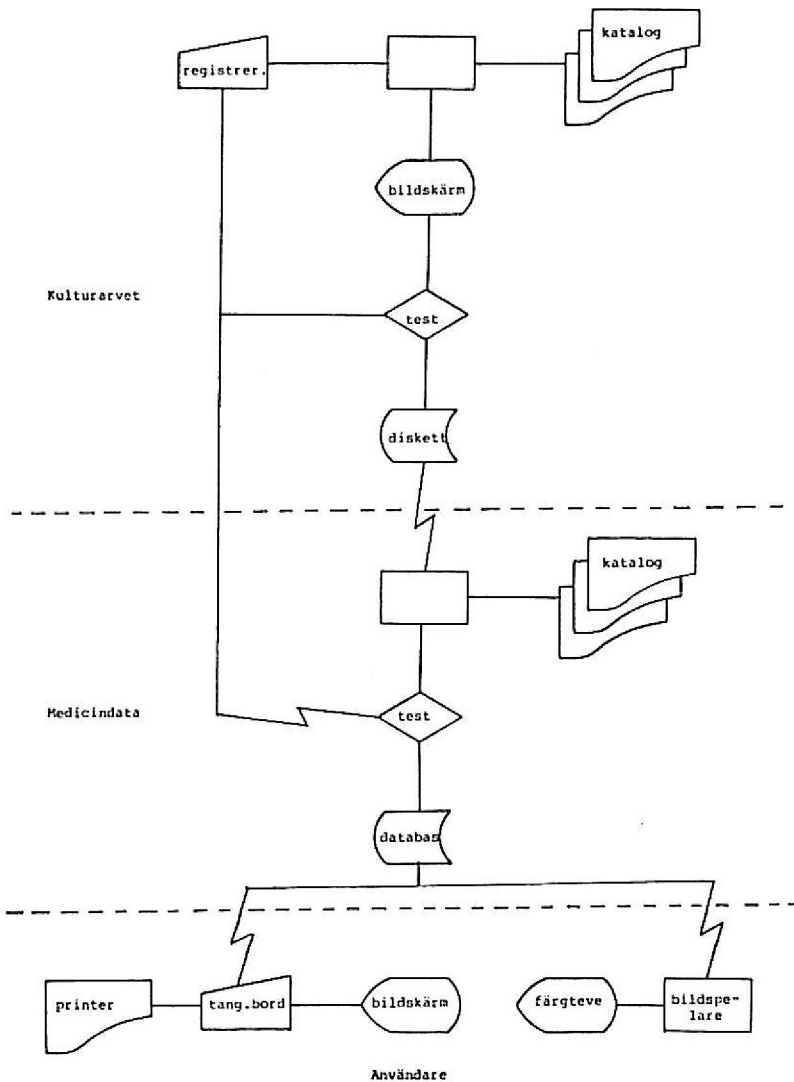 katalog
registrer.
bildskärm
Kulturarvet
test
diskett
katalog
Medicindata
test
databas
printer
tang.bord
bildskärm
färgteve
bildspe-
lare
Användare